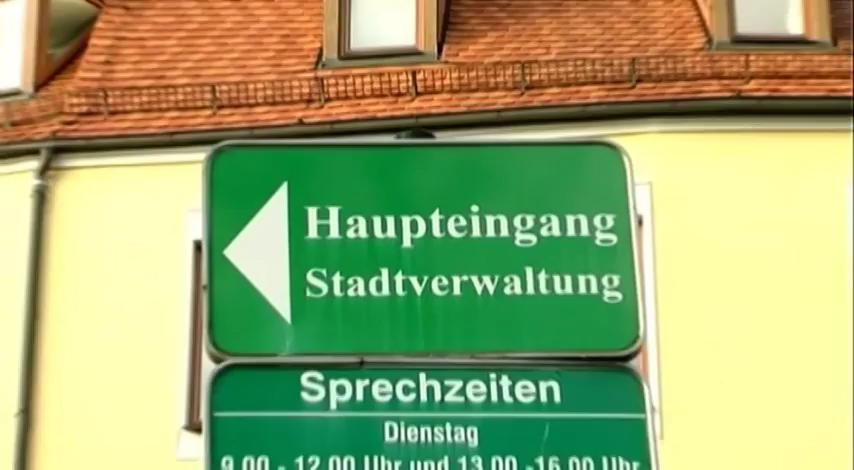 Haupteingang
Stadtverwaltung
Sprechzeiten
Dienstag
9.00 - 12.00 Uhr und 13.00 -16.00 Uhr